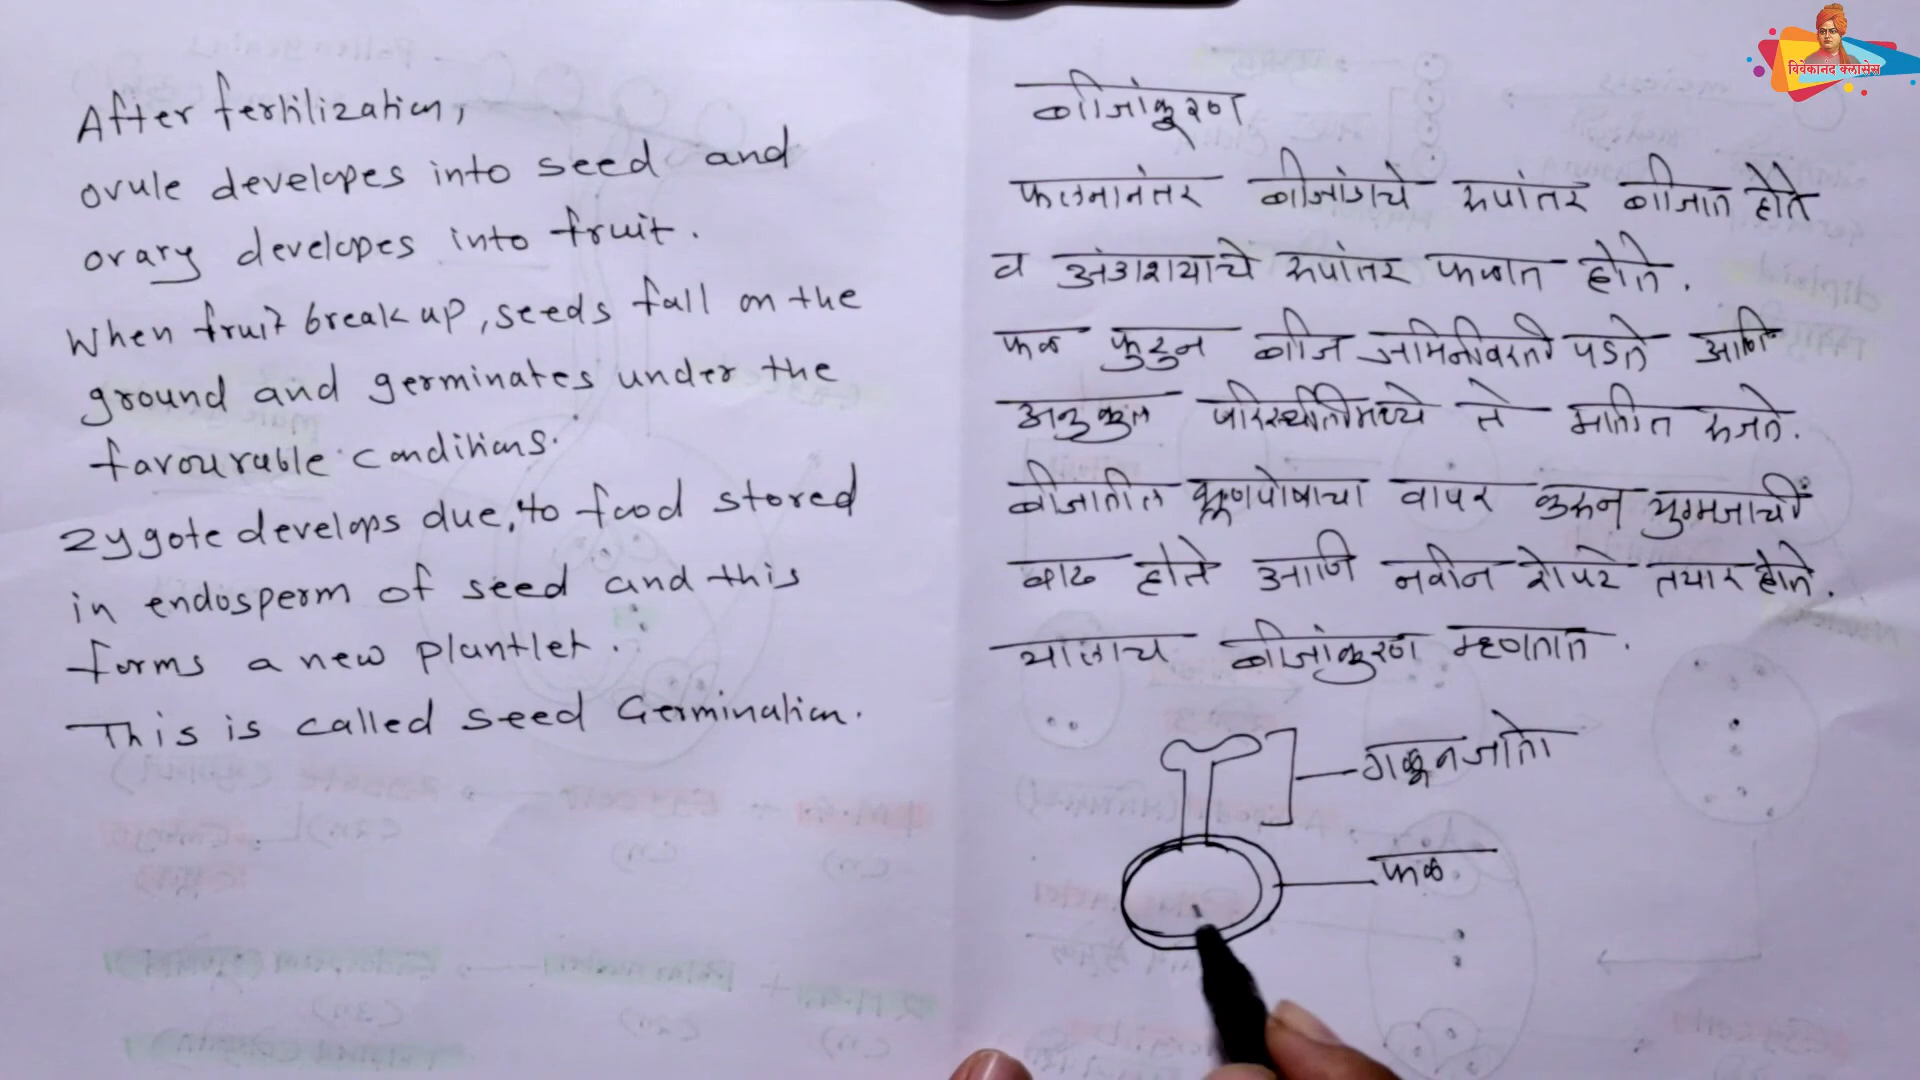 After fertilization,
ovule developes into seed and
orary developes into fruit.
When fruit break up, seeds fall on the
ground and germinates under the
favourable conditions.
Zygote develops due, to food stored
in endosperm of seed and this
forms a new plantlet.
This is called seed Germination.
बीजांकूरण
फलनानंतर बीजांडाचे रुपांतर बीजात होते
व अंडाशयाचे रुपांतर फळात होते.
फळ फुटुन बीज जमिनीवरती पडते आणि
अनुकूल परिस्थीतीमध्ये ते मातीत रुजते.
बीजातील भ्रूणपोषाचा वापर करून युग्मजाची
वाढ होते आणि नवीन रोपटे तयार होते.
यालाच बीजांकुरण म्हणतात.
गळून जातो
फळ
विवेकानंद क्लासेस